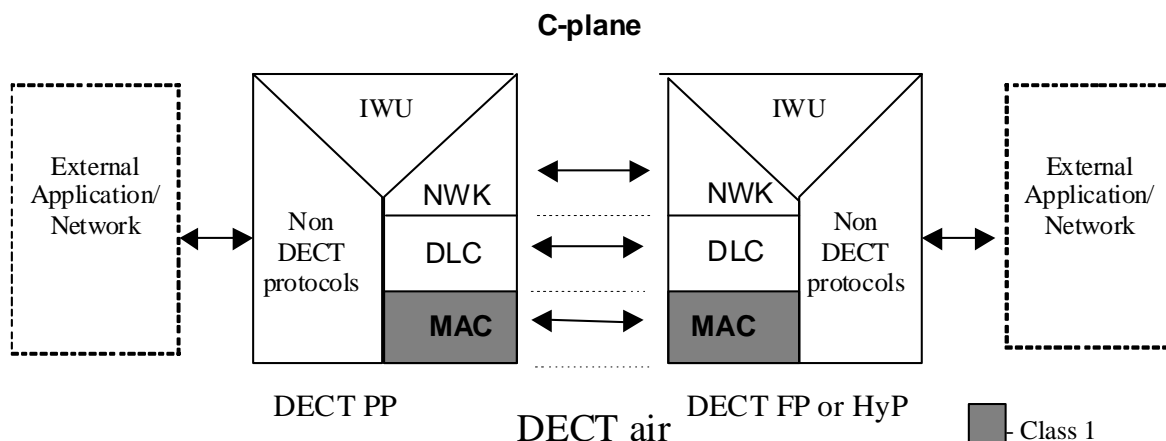 C-plane
External
Application/
Network
IWU
Non
DECT
protocols
NWK
DLC
MAC
DECT PP
IWU
NWK
DLC
MAC
Non
DECT
protocols
DECT FP or HyP
External
Application/
Network
DECT air
- Class 1